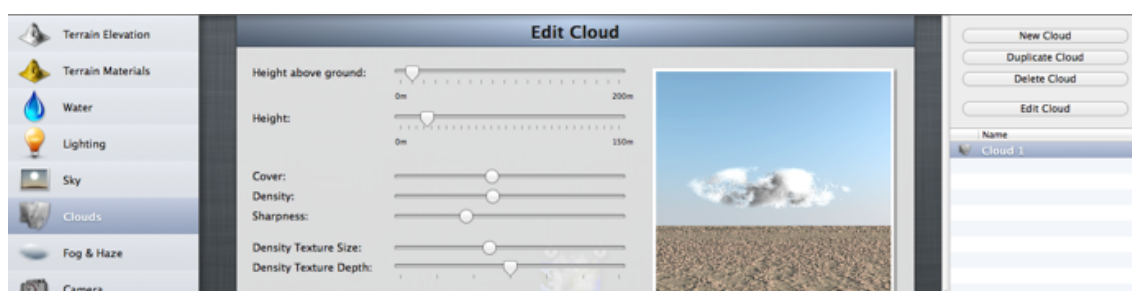 Terrain Elevation
Terrain Materials
Water
Lighting
Sky
Clouds
Fog & Haze
Camera
Edit Cloud
Height above ground:
0m 200m
Height:
0m 150m
Cover:
Density:
Sharpness:
Density Texture Size:
Density Texture Depth:
New Cloud
Duplicate Cloud
Delete Cloud
Edit Cloud
Name
Cloud 1